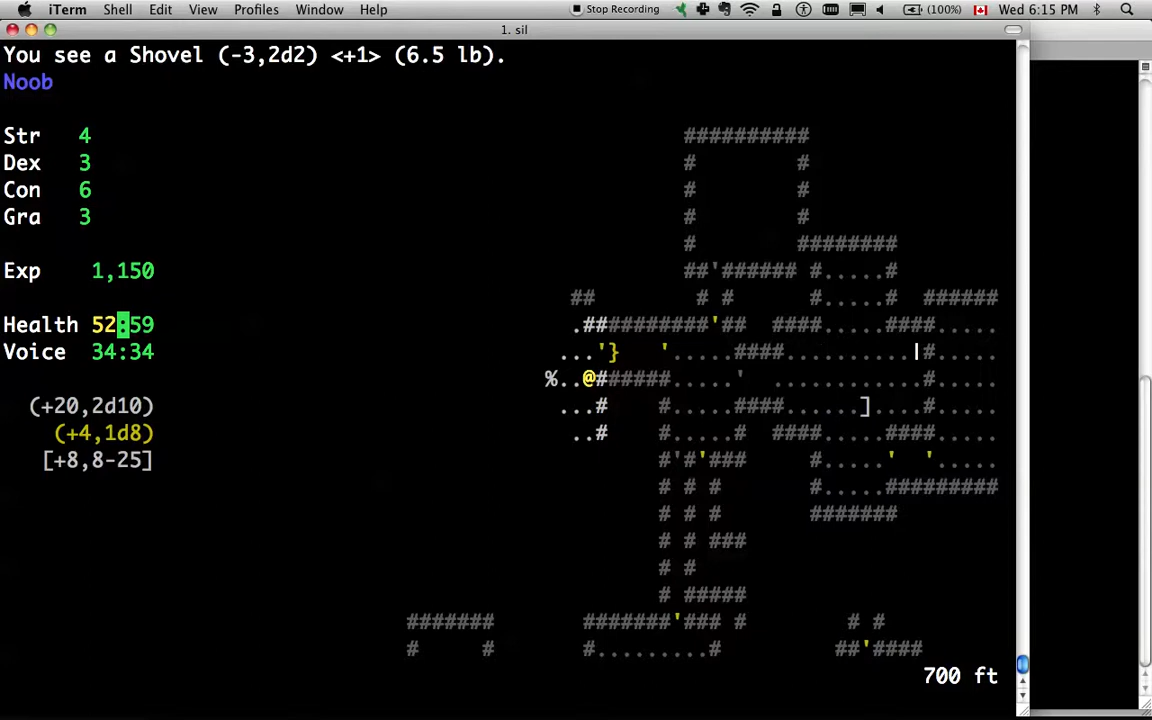 iTerm Shell Edit View Profiles Window Help Stop Recording (100%) Wed 6:15 PM
1. sil
You see a Shovel (-3,2d2) <+1> (6.5 lb).
Noob
Str 4 ##########
Dex 3 # #
Con 6 # #
Gra 3 # #
# ########
Exp 1,150 ##'###### #.....#
## # # #.....# ######
Health 52:59 .##########'## ####.....####.....
Voice 34:34 ...'} '.....####..........|#.....
%..@######.....' ............#.....
(+20,2d10) ...# #.....####......]....#.....
(+4,1d8) ..# #.....# ####.....####.....
[+8,8-25] #'#'### #.....' '.....
# # # #.....#########
# # # #######
# # ###
# #
# #####
####### #######'### # # #
# # #.........# ##'####
700 ft